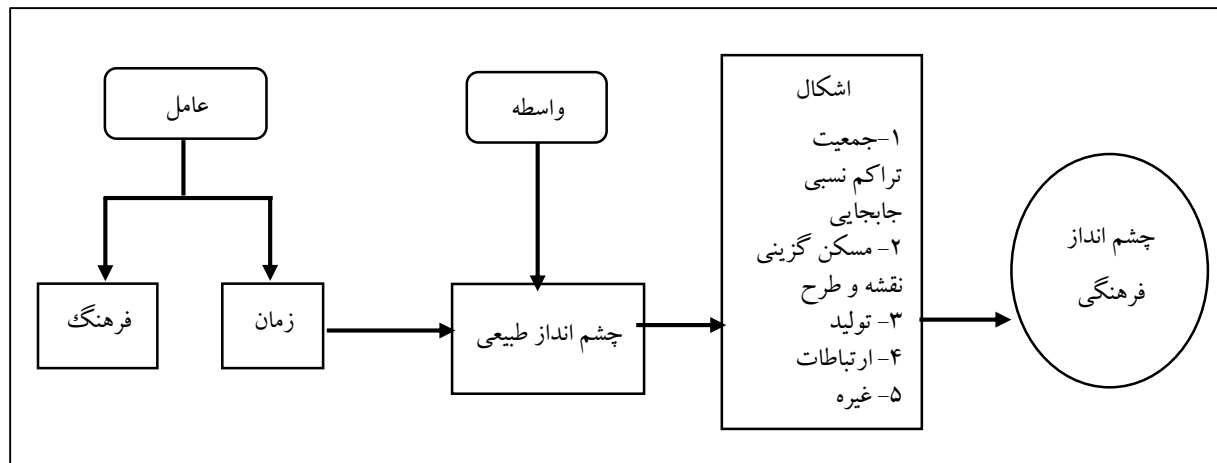 عامل
فرهنگ
زمان
واسطه
چشم انداز طبیعی
اشکال
۱-جمعیت
تراکم نسبی
جابجایی
۲- مسکن گزینی
نقشه و طرح
۳- تولید
۴- ارتباطات
۵- غیره
چشم انداز
فرهنگی